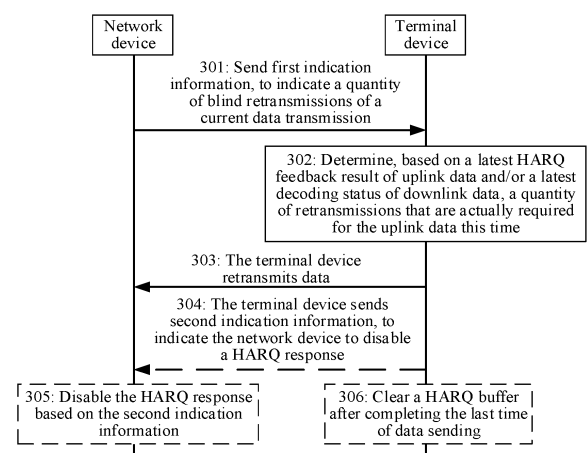 Network
device
Terminal
device
301: Send first indication
information, to indicate a quantity
of blind retransmissions of a
current data transmission
302: Determine, based on a latest HARQ
feedback result of uplink data and/or a latest
decoding status of downlink data, a quantity
of retransmissions that are actually required
for the uplink data this time
303: The terminal device
retransmits data
304: The terminal device sends
second indication information, to
indicate the network device to disable
a HARQ response
305: Disable the HARQ response
based on the second indication
information
306: Clear a HARQ buffer
after completing the last time
of data sending